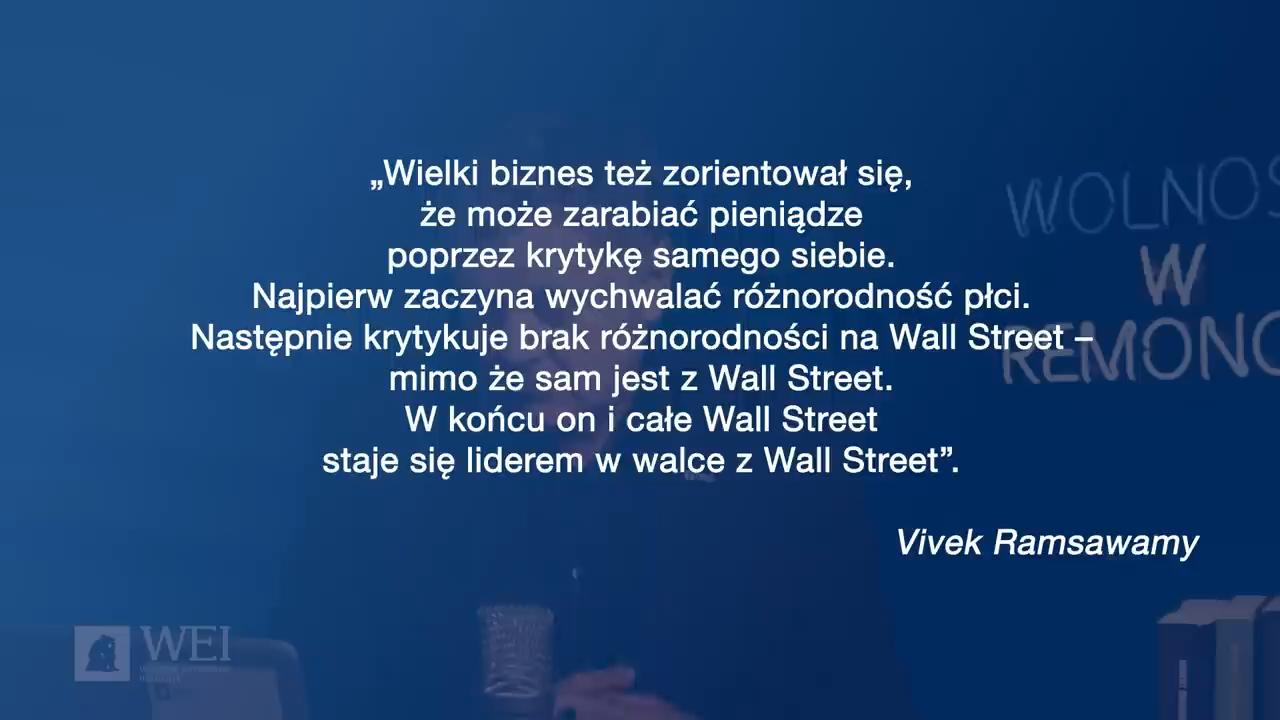 „Wielki biznes też zorientował się,
że może zarabiać pieniądze
poprzez krytykę samego siebie.
Najpierw zaczyna wychwalać różnorodność płci.
Następnie krytykuje brak różnorodności na Wall Street –
mimo że sam jest z Wall Street.
W końcu on i całe Wall Street
staje się liderem w walce z Wall Street”.
Vivek Ramsawamy
WOLNOŚ
W
REMONC
WEI